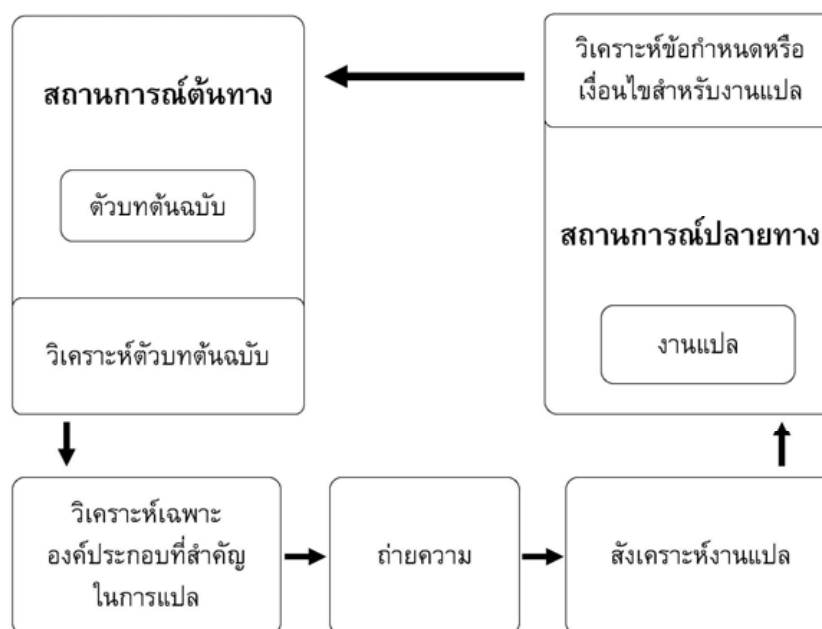 สถานการณ์ต้นทาง
ตัวบทต้นฉบับ
วิเคราะห์ตัวบทต้นฉบับ
วิเคราะห์ข้อกำหนดหรือ
เงื่อนไขสำหรับงานแปล
สถานการณ์ปลายทาง
งานแปล
วิเคราะห์เฉพาะ
องค์ประกอบที่สำคัญ
ในการแปล
ถ่ายความ
สังเคราะห์งานแปล